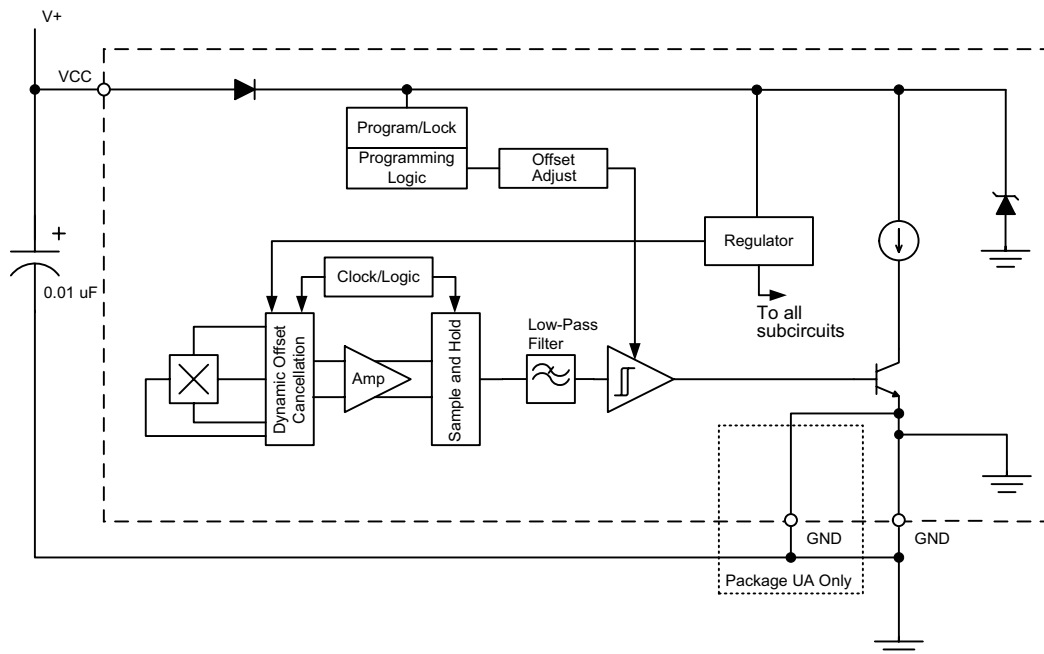 V+
VCC
Program/Lock
Programming
Logic
Offset
Adjust
Regulator
+
0.01 uF
Clock/Logic
To all
subcircuits
Low-Pass
Filter
Dynamic Offset
Cancellation
Amp
Sample and Hold
GND
GND
Package UA Only